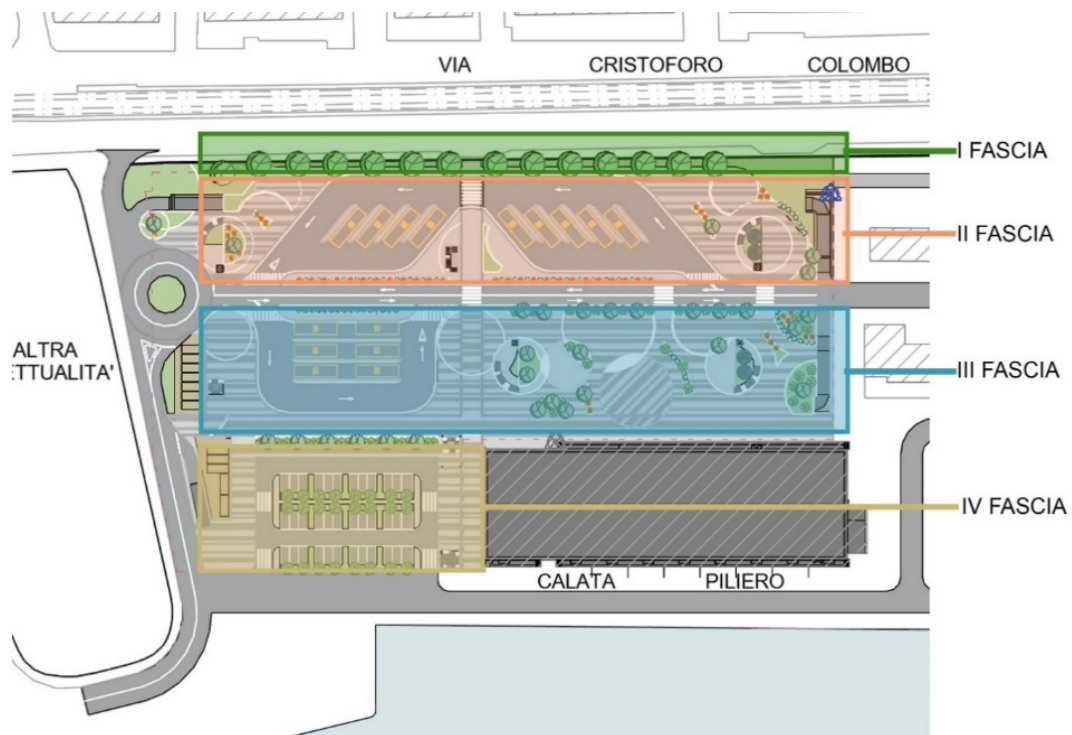 VIA CRISTOFORO COLOMBO
I FASCIA
II FASCIA
ALTRA
ETTUALITA'
III FASCIA
IV FASCIA
CALATA PILIERO